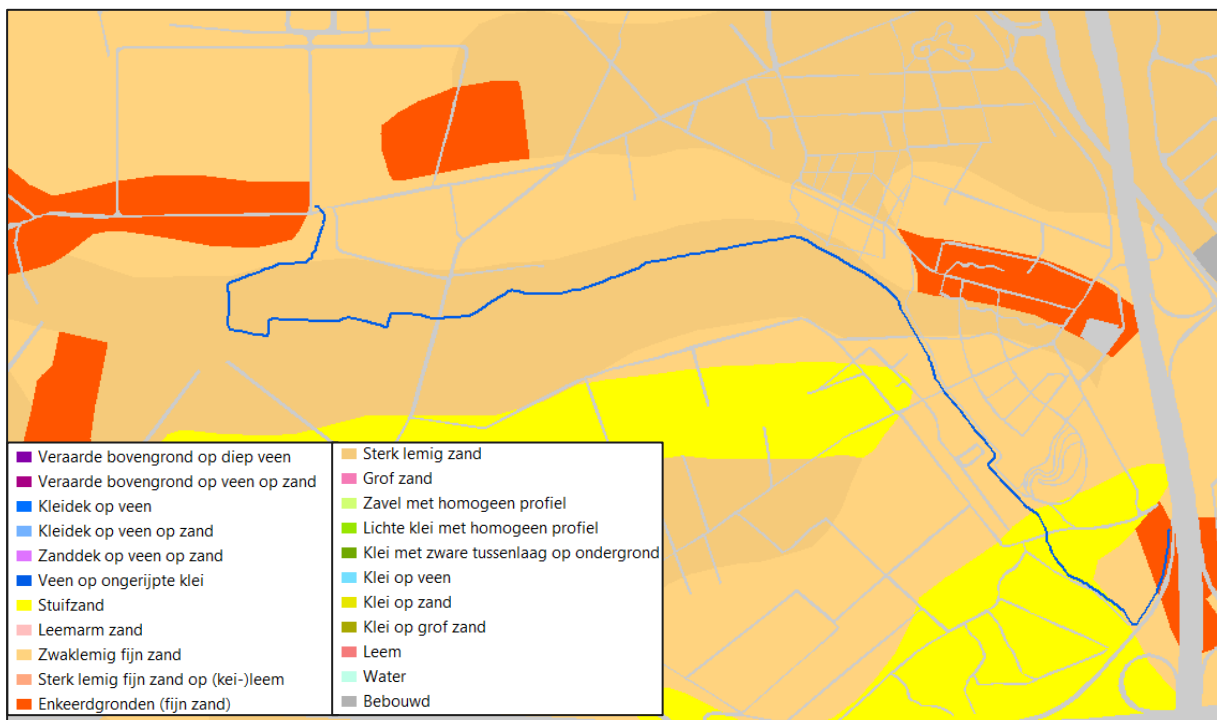 Veraarde bovengrond op diep veen
Veraarde bovengrond op veen op zand
Kleidek op veen
Kleidek op veen op zand
Zanddek op veen op zand
Veen op ongerijpte klei
Stuifzand
Leemarm zand
Zwaklemig fijn zand
Sterk lemig fijn zand op (kei-)leem
Enkeerdgronden (fijn zand)
Sterk lemig zand
Grof zand
Zavel met homogeen profiel
Lichte klei met homogeen profiel
Klei met zware tussenlaag op ondergrond
Klei op veen
Klei op zand
Klei op grof zand
Leem
Water
Bebouwd